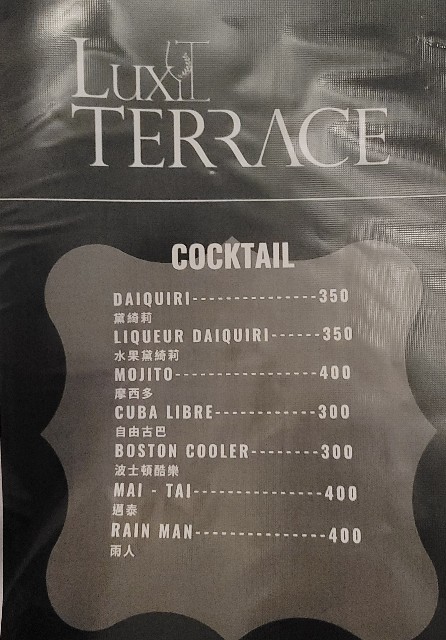 LUXY
TERRACE
COCKTAIL
DAIQUIRI---------------350
黛綺莉
LIQUEUR DAIQUIRI------350
水果黛綺莉
MOJITO-----------------400
摩西多
CUBA LIBRE------------300
自由古巴
BOSTON COOLER--------300
波士頓酷樂
MAI - TAI---------------400
邁泰
RAIN MAN---------------400
雨人